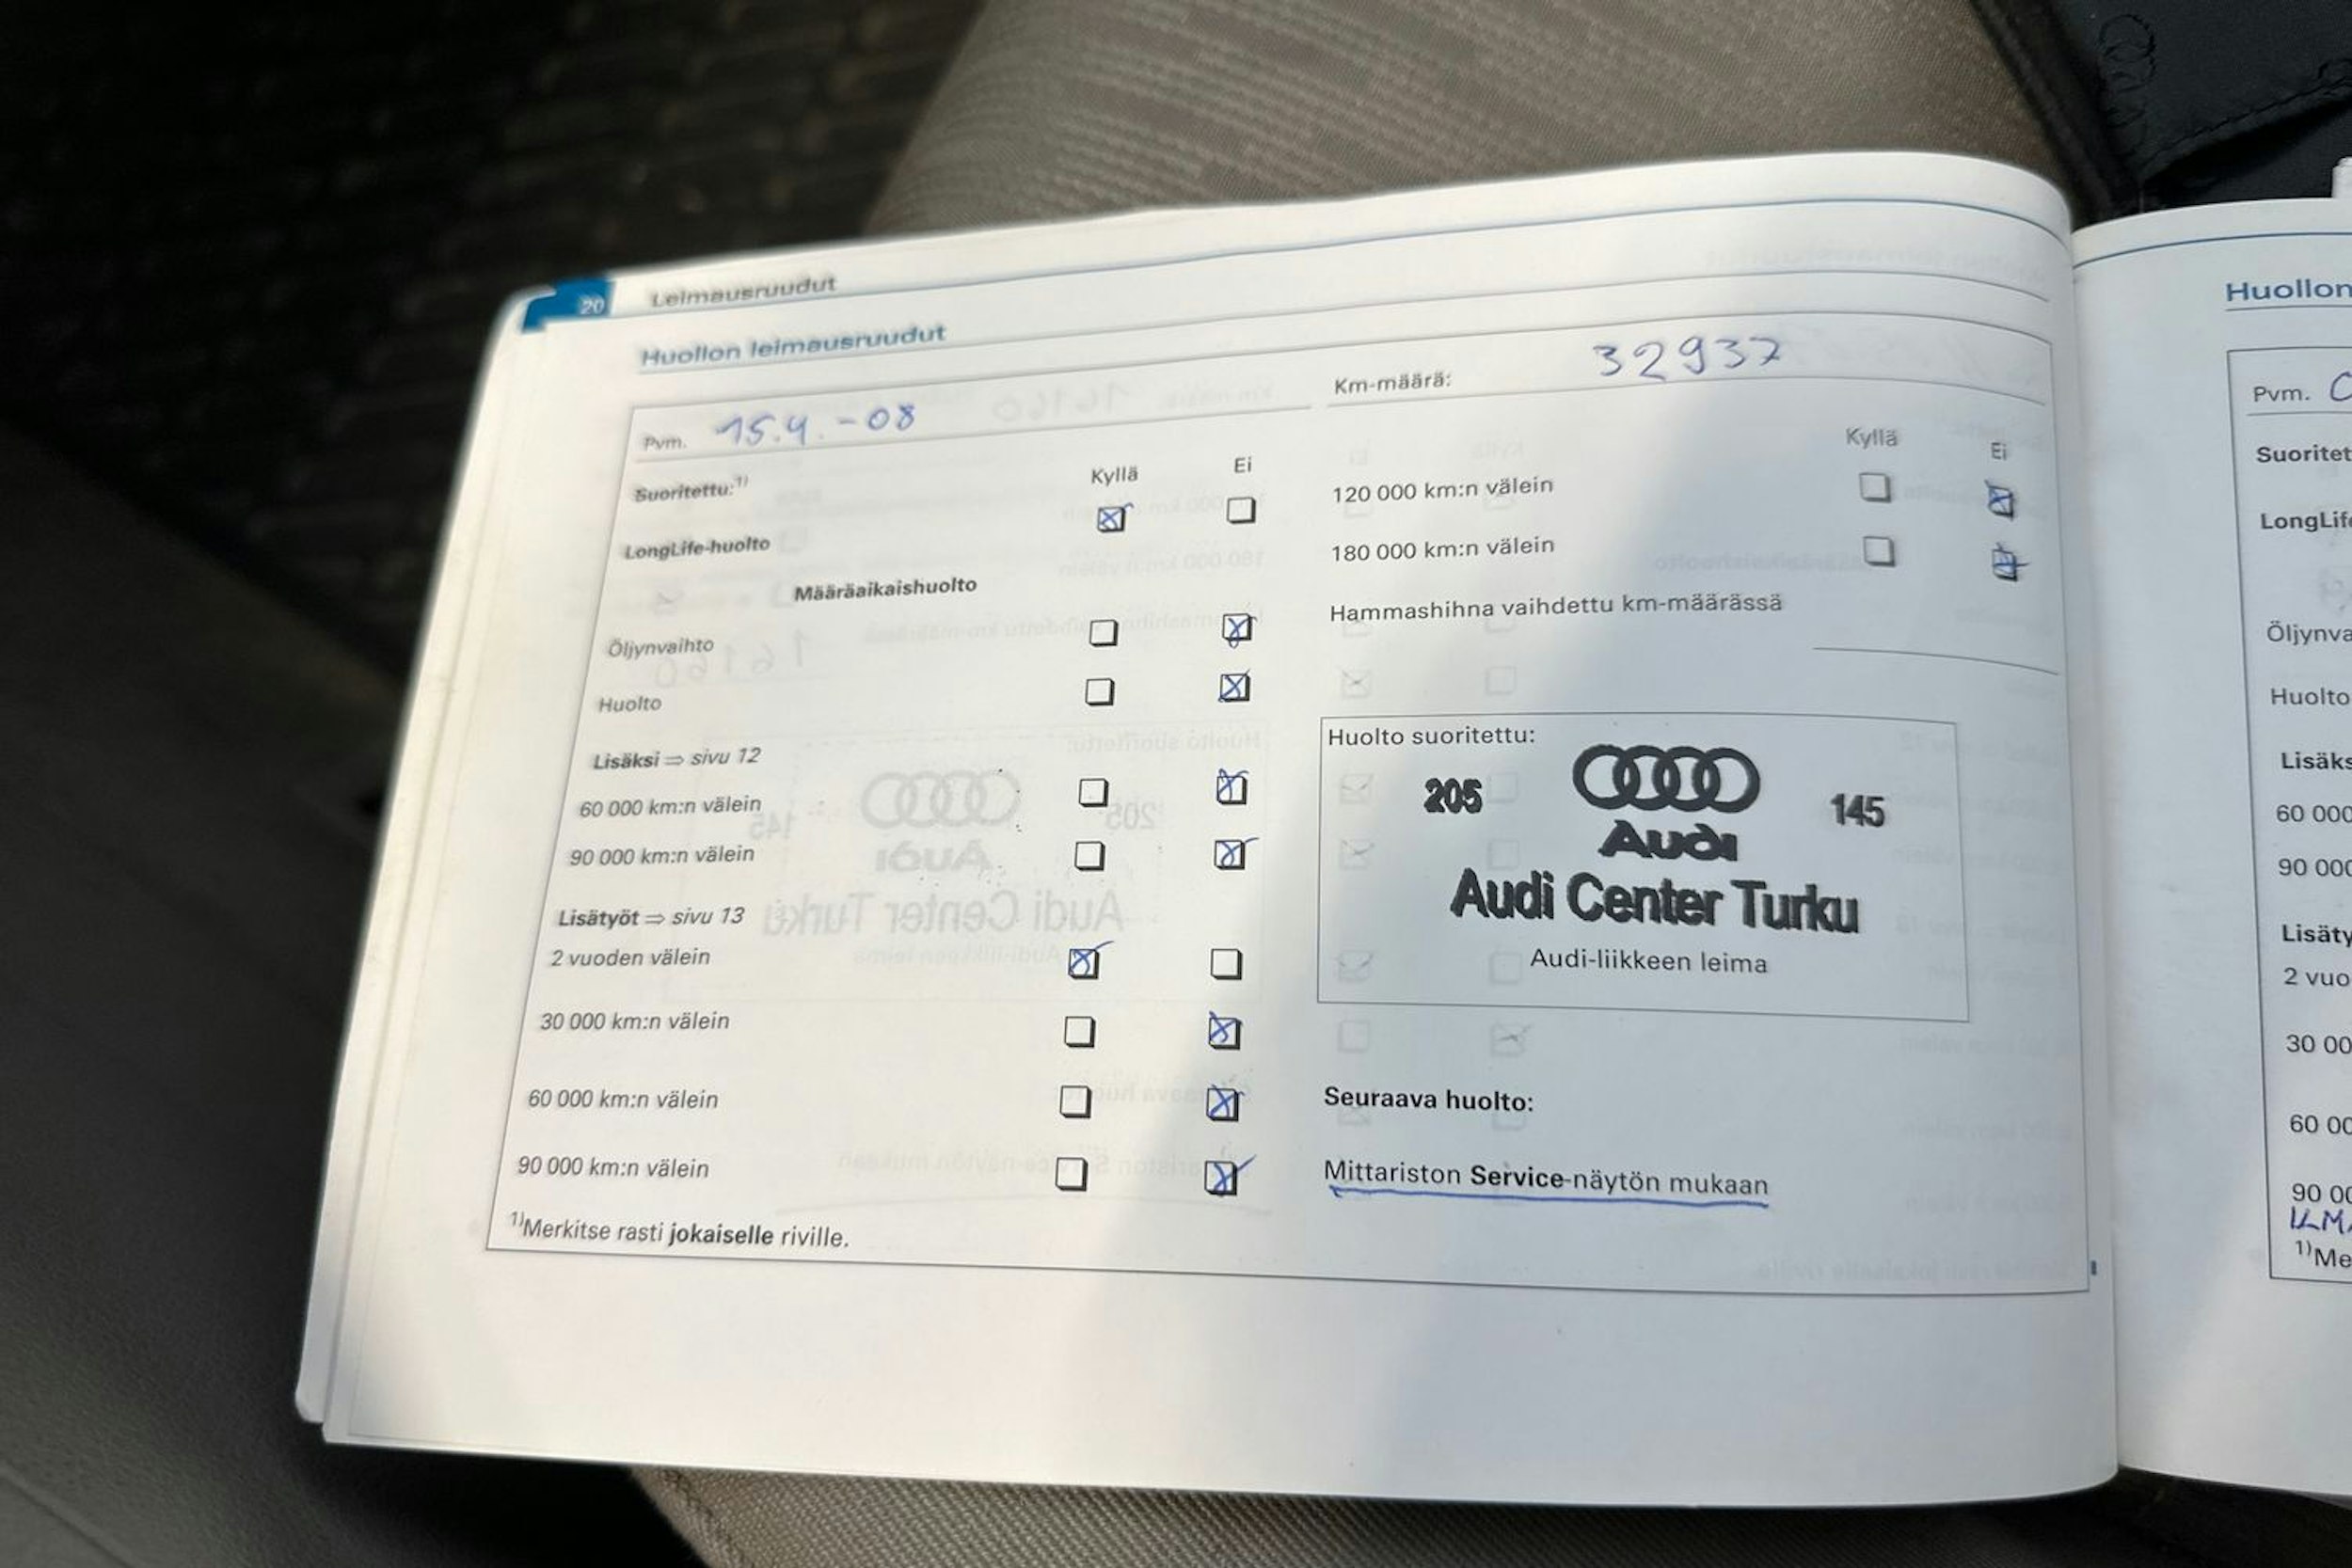 20 Leimausruudut
Huollon leimausruudut
Pvm. 15.4.-08
Suoritettu:1) Kyllä Ei
LongLife-huolto
Määräaikaishuolto
Öljynvaihto
Huolto
Lisäksi ⇒ sivu 12
60 000 km:n välein
90 000 km:n välein
Lisätyöt ⇒ sivu 13
2 vuoden välein
30 000 km:n välein
60 000 km:n välein
90 000 km:n välein
1)Merkitse rasti jokaiselle riville.
Km-määrä: 32937
Kyllä Ei
120 000 km:n välein
180 000 km:n välein
Hammashihna vaihdettu km-määrässä
Huolto suoritettu:
205 145
Audi
Audi Center Turku
Audi-liikkeen leima
Seuraava huolto:
Mittariston Service-näytön mukaan
Huollon
Pvm.
Suoritet
LongLife
Öljynva
Huolto
Lisäks
60 000
90 000
Lisäty
2 vuo
30 00
60 00
90 00
1)Me